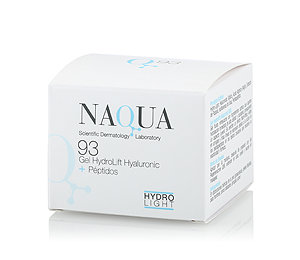 NAQUA
Scientific Dermatology Laboratory
93
Gel HydroLift Hyaluronic
+ Péptidos
HYDRO
LIGHT